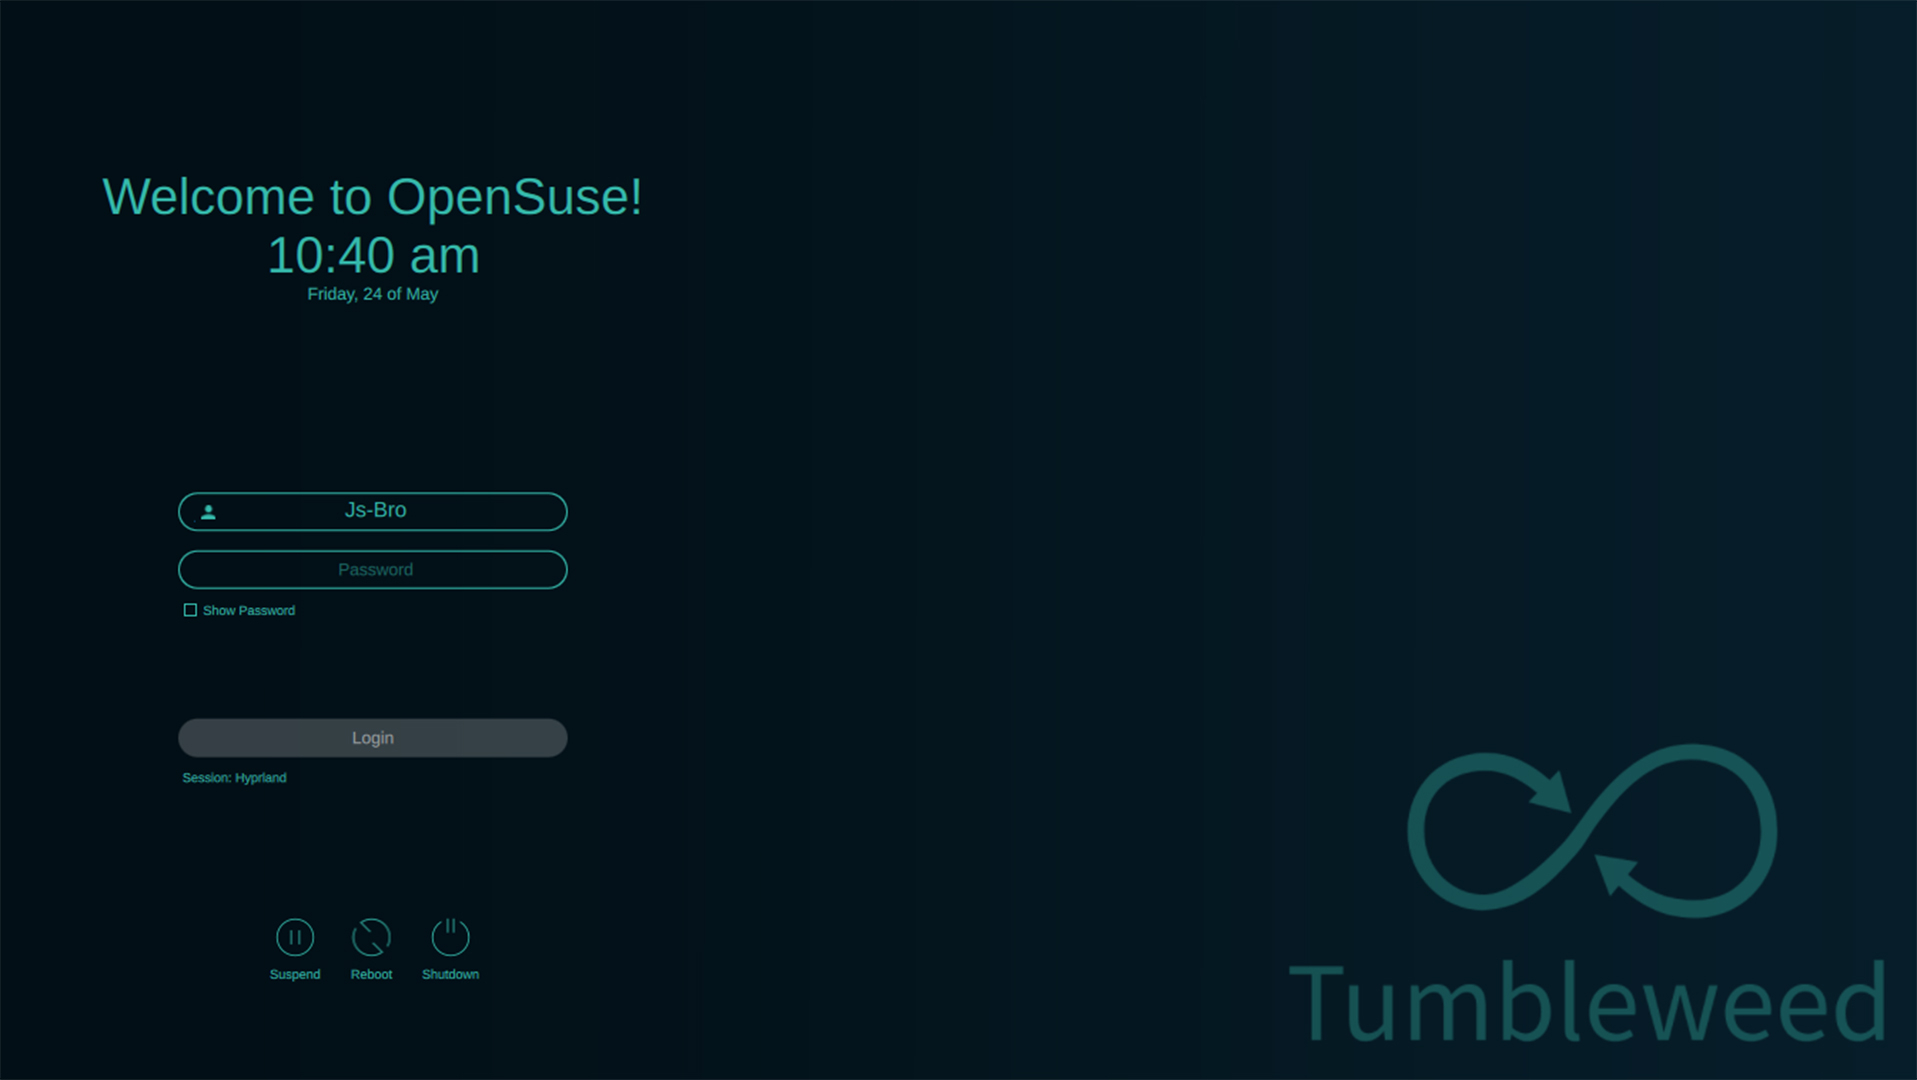 Welcome to OpenSuse!
10:40 am
Friday, 24 of May
Js-Bro
Password
Show Password
Login
Session: Hyprland
Suspend
Reboot
Shutdown
Tumbleweed